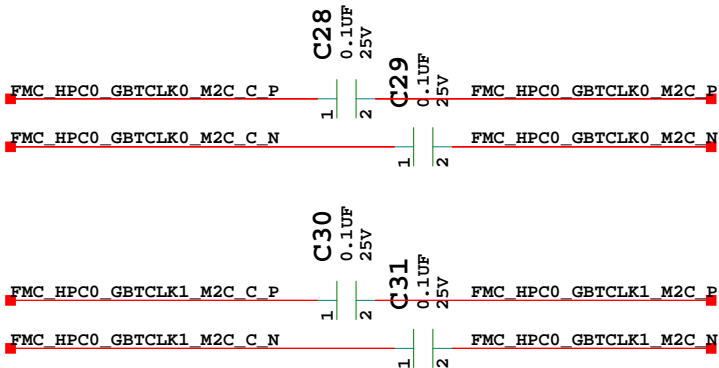 C28
0.1UF
25V
C29
0.1UF
25V
FMC_HPC0_GBTCLK0_M2C_C_P
1
2
FMC_HPC0_GBTCLK0_M2C_P
FMC_HPC0_GBTCLK0_M2C_C_N
1
2
FMC_HPC0_GBTCLK0_M2C_N
C30
0.1UF
25V
C31
0.1UF
25V
FMC_HPC0_GBTCLK1_M2C_C_P
1
2
FMC_HPC0_GBTCLK1_M2C_P
FMC_HPC0_GBTCLK1_M2C_C_N
1
2
FMC_HPC0_GBTCLK1_M2C_N